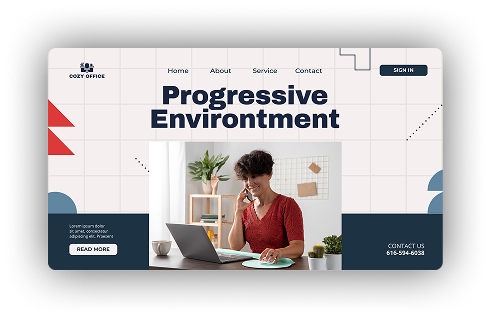 COZY OFFICE
Home About Service Contact
SIGN IN
Progressive
Environtment
Lorem ipsum dolor
sit amet, consectetur
adipiscing elit. Praesent
READ MORE
CONTACT US
616-594-6038